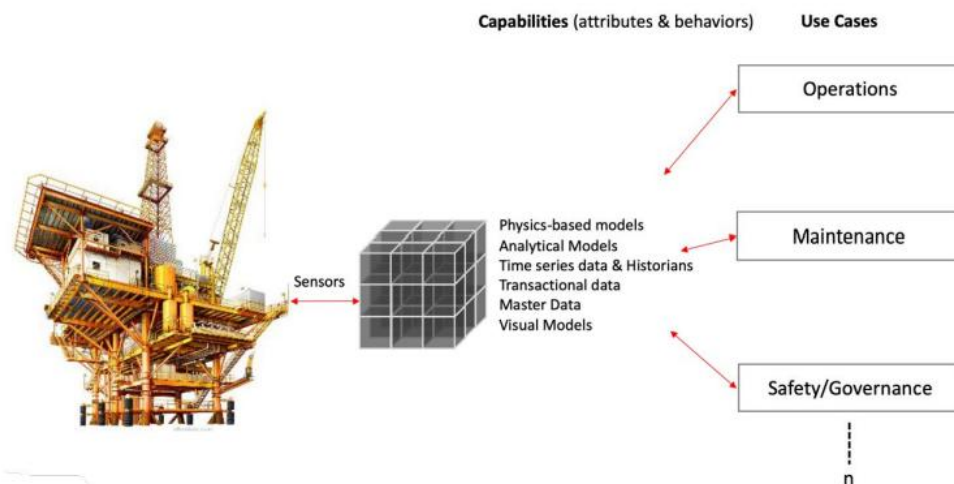 Capabilities (attributes & behaviors)
Use Cases
Operations
Physics-based models
Analytical Models
Time series data & Historians
Transactional data
Master Data
Visual Models
Sensors
Maintenance
Safety/Governance
n